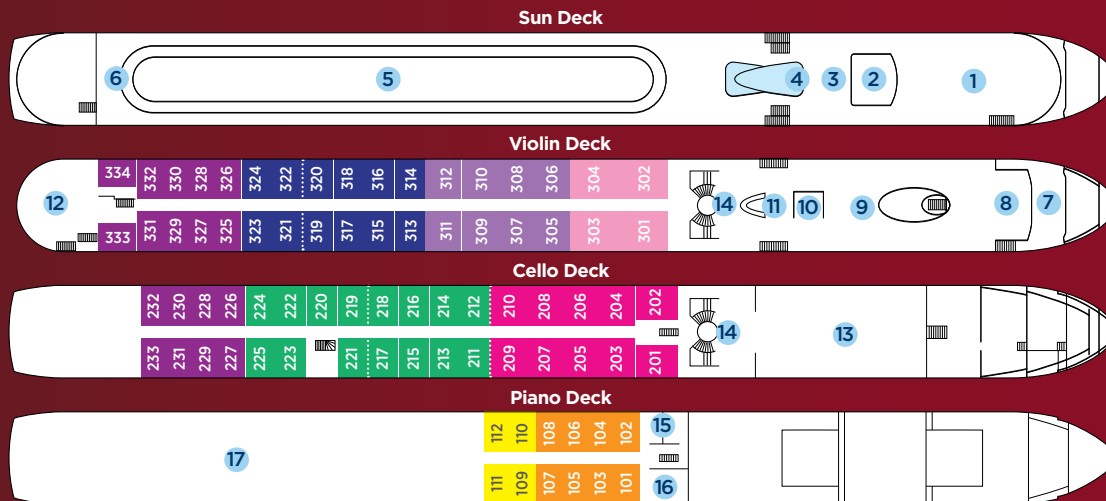 Sun Deck
6 5 4 3 2 1
Violin Deck
334 332 330 328 326 324 322 320 318 316 314 312 310 308 306 304 302
12 14 11 10 9 8 7
333 331 329 327 325 323 321 319 317 315 313 311 309 307 305 303 301
Cello Deck
232 230 228 226 224 222 220 219 218 216 214 212 210 208 206 204 202
14 13
233 231 229 227 225 223 221 217 215 213 211 209 207 205 203 201
Piano Deck
112 110 108 106 104 102 15
17
111 109 107 105 103 101 16